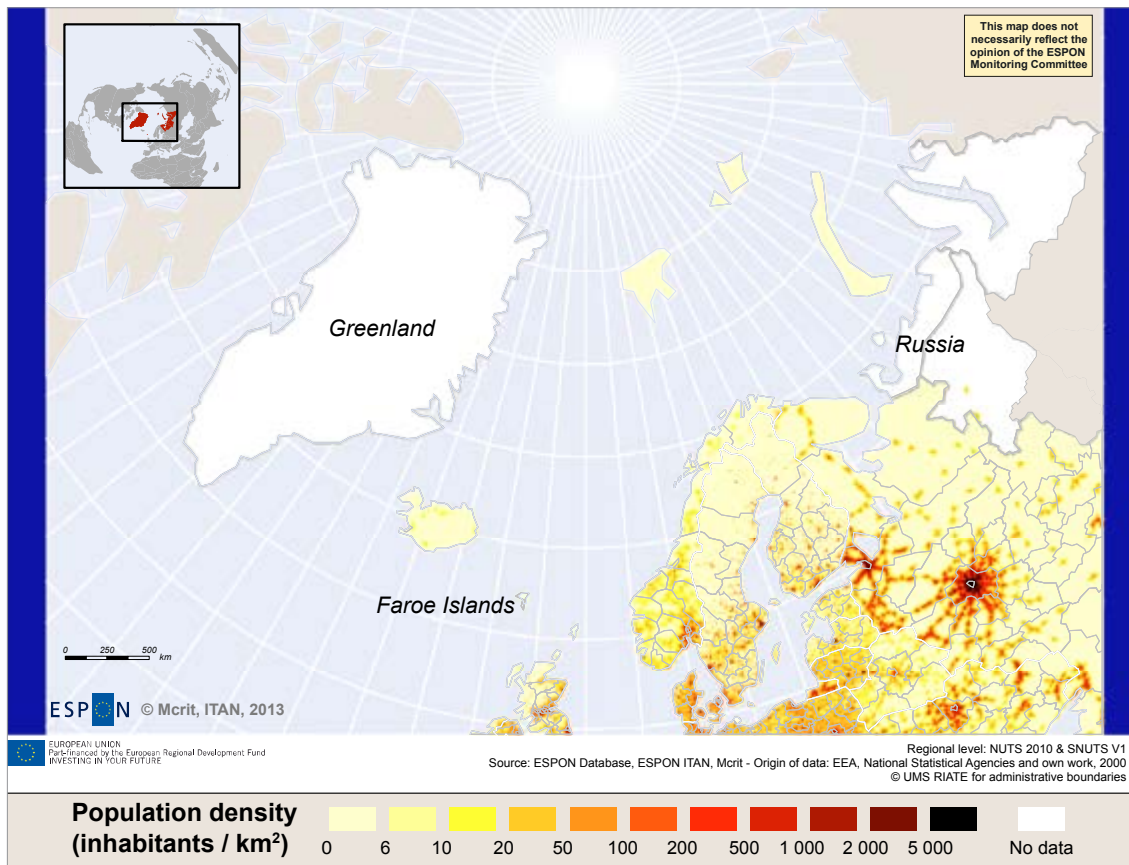 This map does not
necessarily reflect the
opinion of the ESPON
Monitoring Committee
Greenland
Russia
Faroe Islands
0 250 500
km
ESPON © Mcrit, ITAN, 2013
EUROPEAN UNION
Part-financed by the European Regional Development Fund
INVESTING IN YOUR FUTURE
Regional level: NUTS 2010 & SNUTS V1
Source: ESPON Database, ESPON ITAN, Mcrit - Origin of data: EEA, National Statistical Agencies and own work, 2000
© UMS RIATE for administrative boundaries
Population density
(inhabitants / km²)
0 6 10 20 50 100 200 500 1 000 2 000 5 000 No data